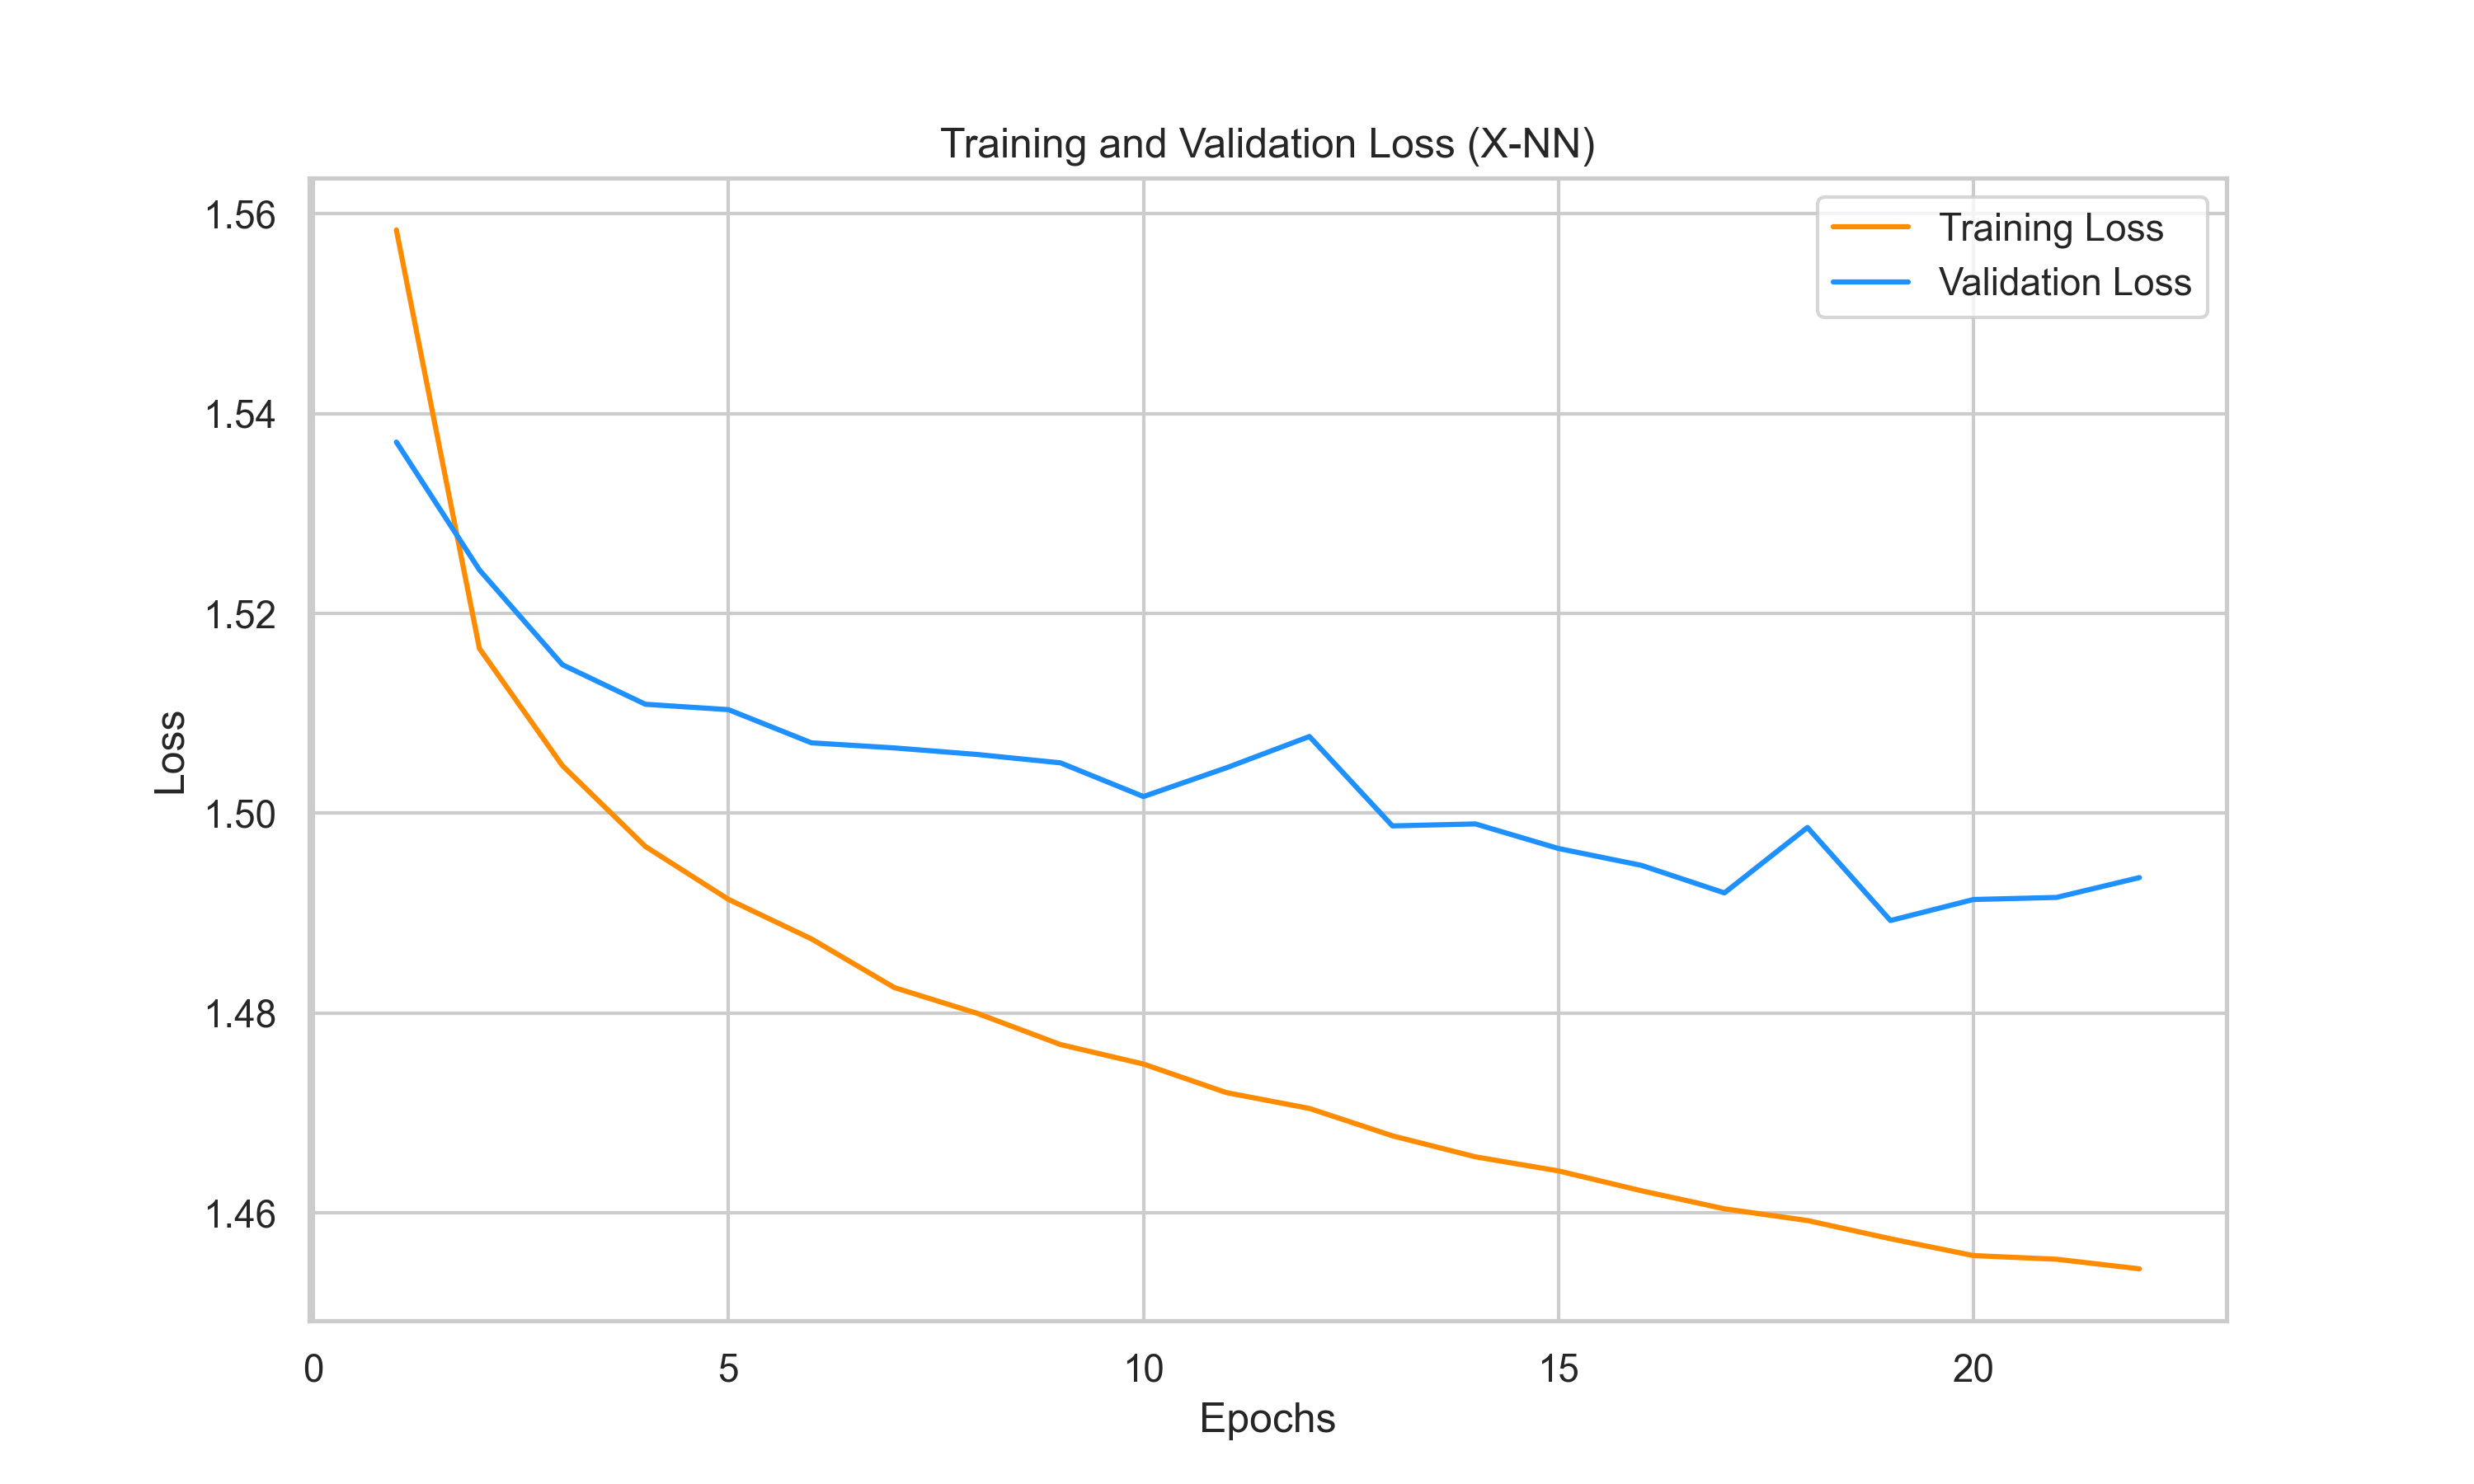 Training and Validation Loss (X-NN)
Training Loss
Validation Loss
1.56
1.54
1.52
1.50
1.48
1.46
Loss
0 5 10 15 20
Epochs